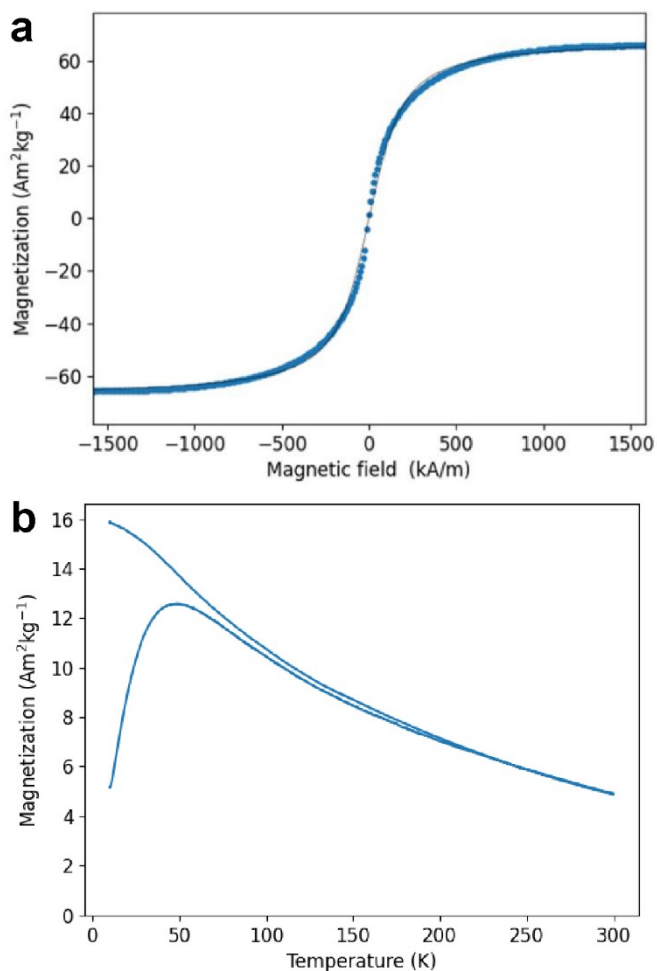 a
Magnetization (Am²kg⁻¹)
60
40
20
0
−20
−40
−60
−1500 −1000 −500 0 500 1000 1500
Magnetic field (kA/m)
b
Magnetization (Am²kg⁻¹)
16
14
12
10
8
6
4
2
0
0 50 100 150 200 250 300
Temperature (K)